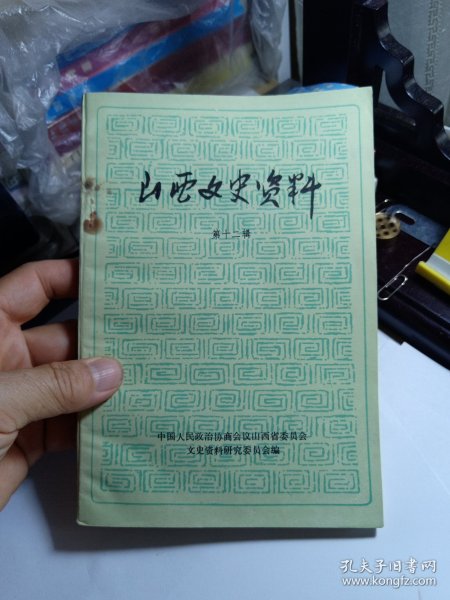 山西文史资料
第十一辑
中国人民政治协商会议山西省委员会
文史资料研究委员会编
孔夫子旧书网
www.kongfz.com